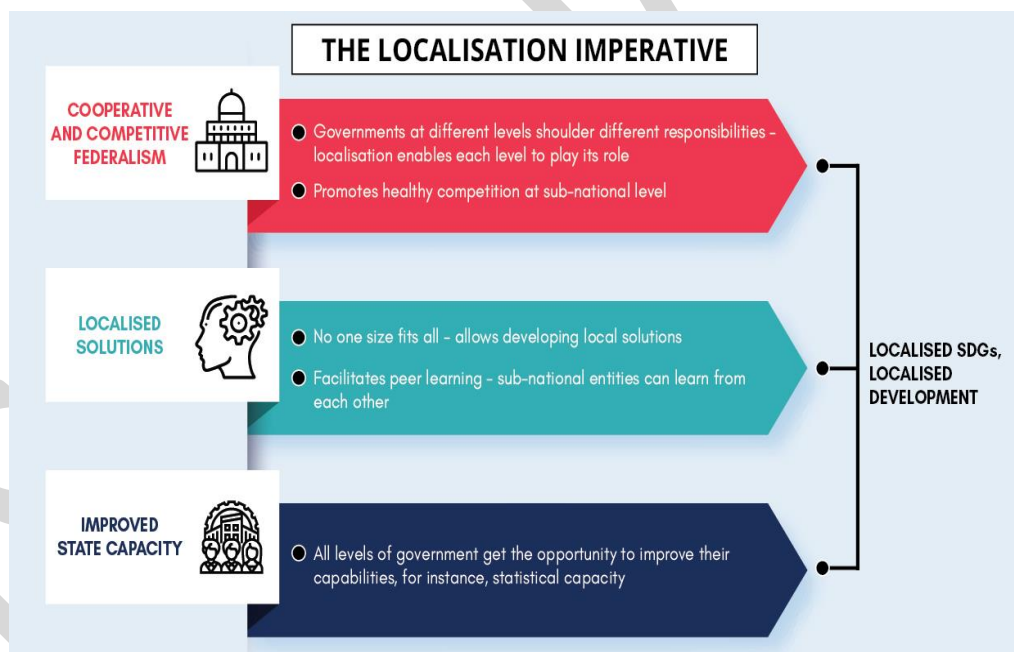 THE LOCALISATION IMPERATIVE
COOPERATIVE
AND COMPETITIVE
FEDERALISM
Governments at different levels shoulder different responsibilities –
localisation enables each level to play its role
Promotes healthy competition at sub-national level
LOCALISED
SOLUTIONS
No one size fits all – allows developing local solutions
Facilitates peer learning – sub-national entities can learn from
each other
IMPROVED
STATE CAPACITY
All levels of government get the opportunity to improve their
capabilities, for instance, statistical capacity
LOCALISED SDGs,
LOCALISED
DEVELOPMENT